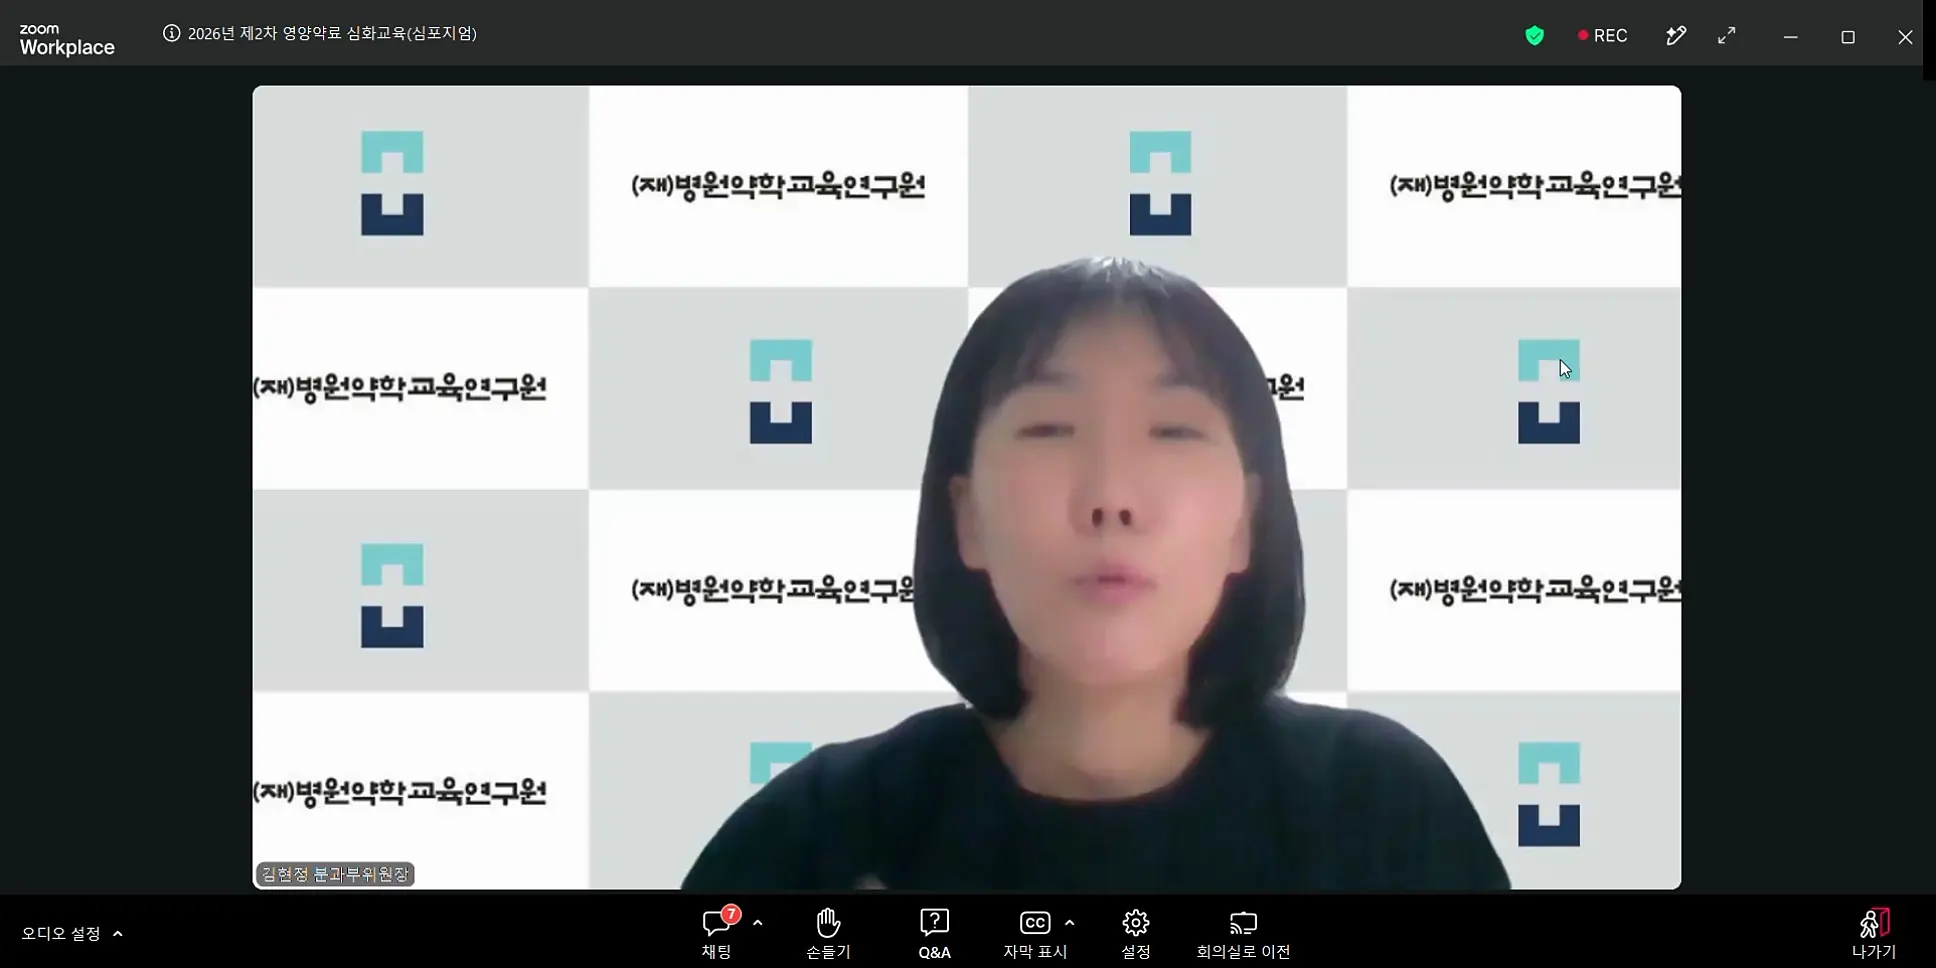 zoom
Workplace
2026년 제2차 영양약료 심화교육(심포지엄)
REC
(재)병원약학교육연구원
(재)병원약학교육연구원
(재)병원약학교육연구원
구원
(재)병원약학교육연구원
(재)병원약학교육연구원
(재)병원약학교육연구원
김현정 분과부위원장
오디오 설정
7
채팅
손들기
Q&A
CC
자막 표시
설정
회의실로 이전
나가기